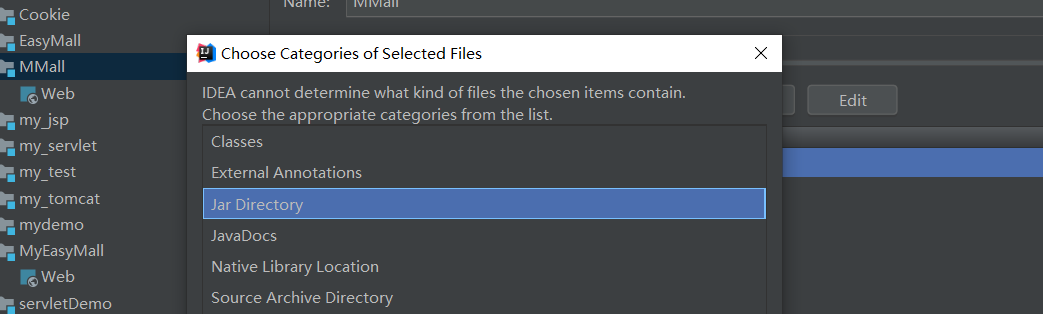 Name: MMall
Cookie
EasyMall
MMall
Web
my_jsp
my_servlet
my_test
my_tomcat
mydemo
MyEasyMall
Web
servletDemo
Choose Categories of Selected Files
IDEA cannot determine what kind of files the chosen items contain.
Choose the appropriate categories from the list.
Classes
External Annotations
Jar Directory
JavaDocs
Native Library Location
Source Archive Directory
Edit